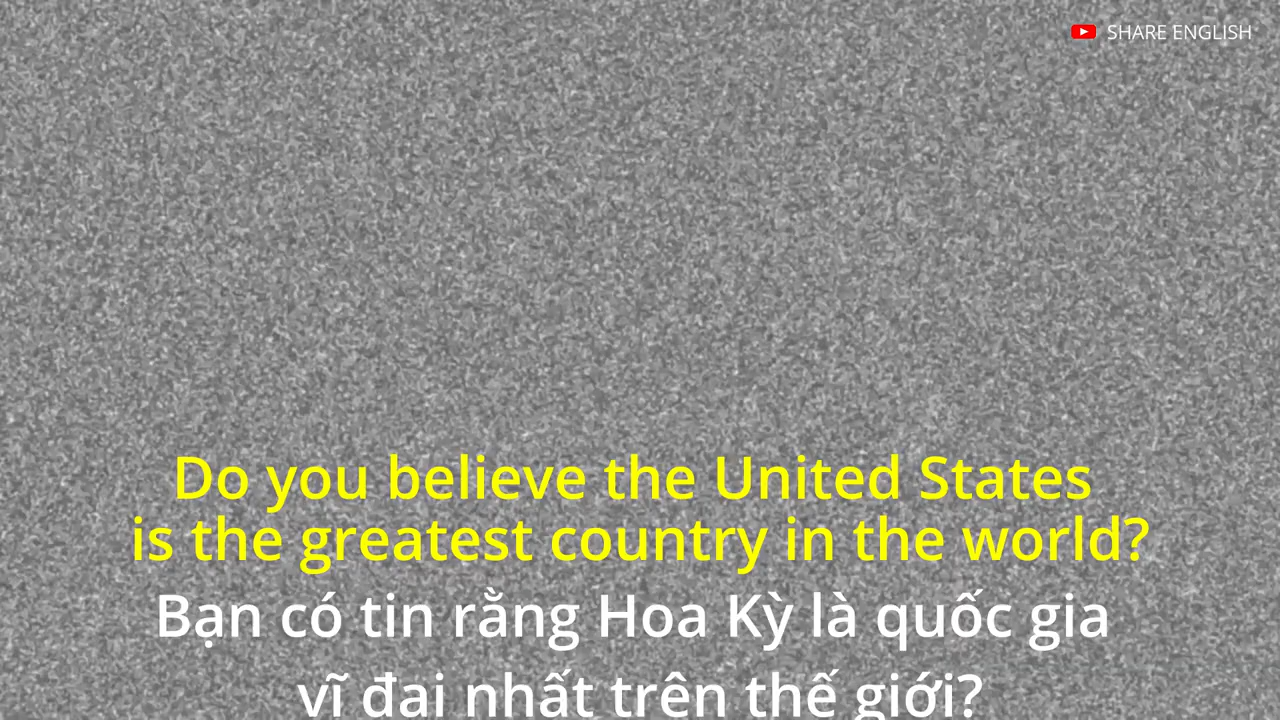 SHARE ENGLISH
Do you believe the United States
is the greatest country in the world?
Bạn có tin rằng Hoa Kỳ là quốc gia
vĩ đại nhất trên thế giới?